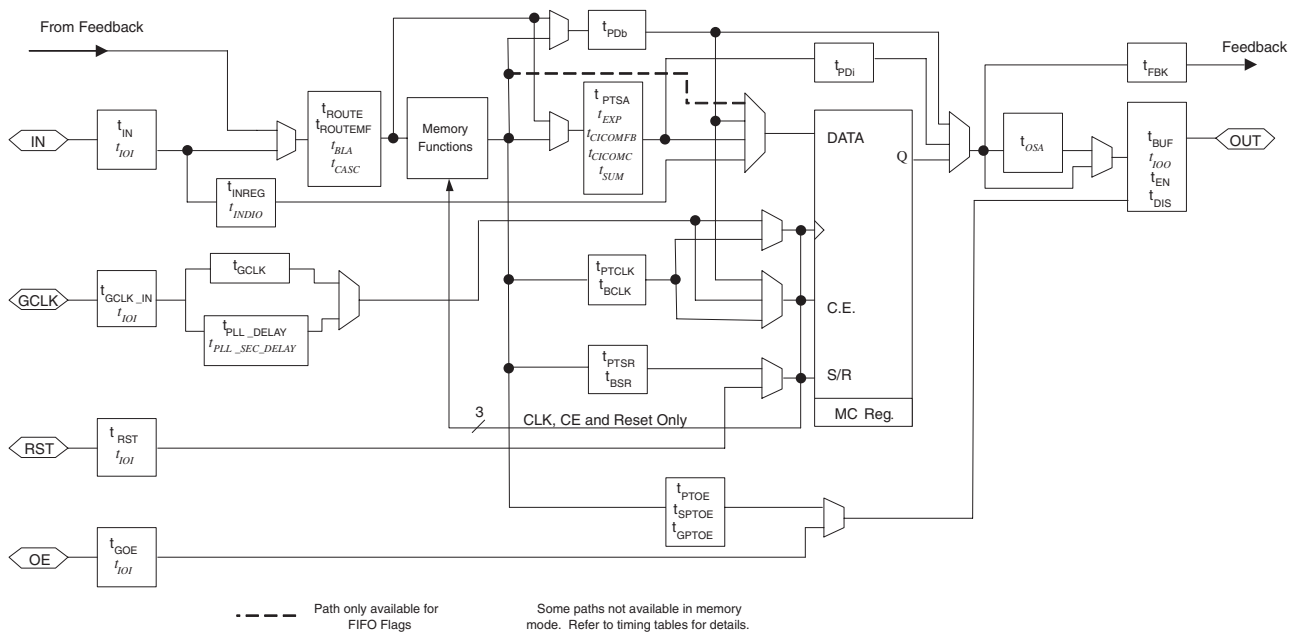 From Feedback
tPDb
Feedback
tPDi
tFBK
tROUTE
tROUTEMF
tBLA
tCASC
Memory
Functions
t PTSA
tEXP
tCICOMFB
tCICOMC
tSUM
IN
tIN
tIOI
DATA
Q
tOSA
tBUF
tIOO
tEN
tDIS
OUT
tINREG
tINDIO
GCLK
tGCLK_IN
tIOI
tGCLK
tPLL_DELAY
tPLL_SEC_DELAY
tPTCLK
tBCLK
C.E.
tPTSR
tBSR
S/R
MC Reg.
3
CLK, CE and Reset Only
RST
t RST
tIOI
tPTOE
tSPTOE
tGPTOE
OE
tGOE
tIOI
Path only available for
FIFO Flags
Some paths not available in memory
mode. Refer to timing tables for details.